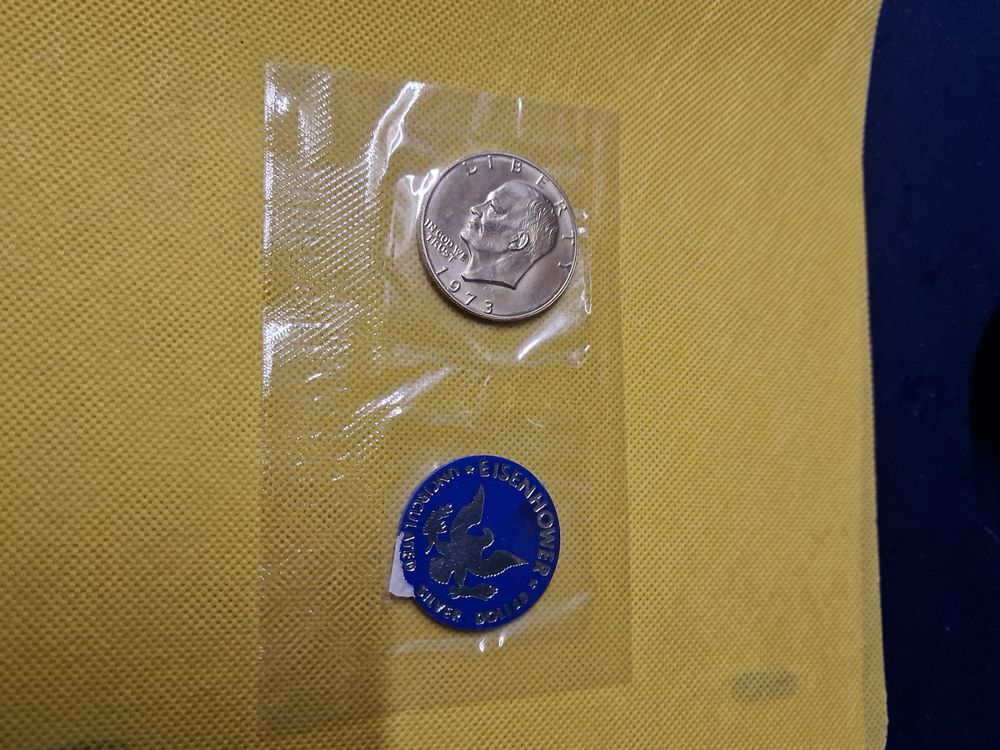 LIBERTY
IN GOD WE
TRUST
1973
EISENHOWER
UNCIRCULATED
SILVER DOLLAR